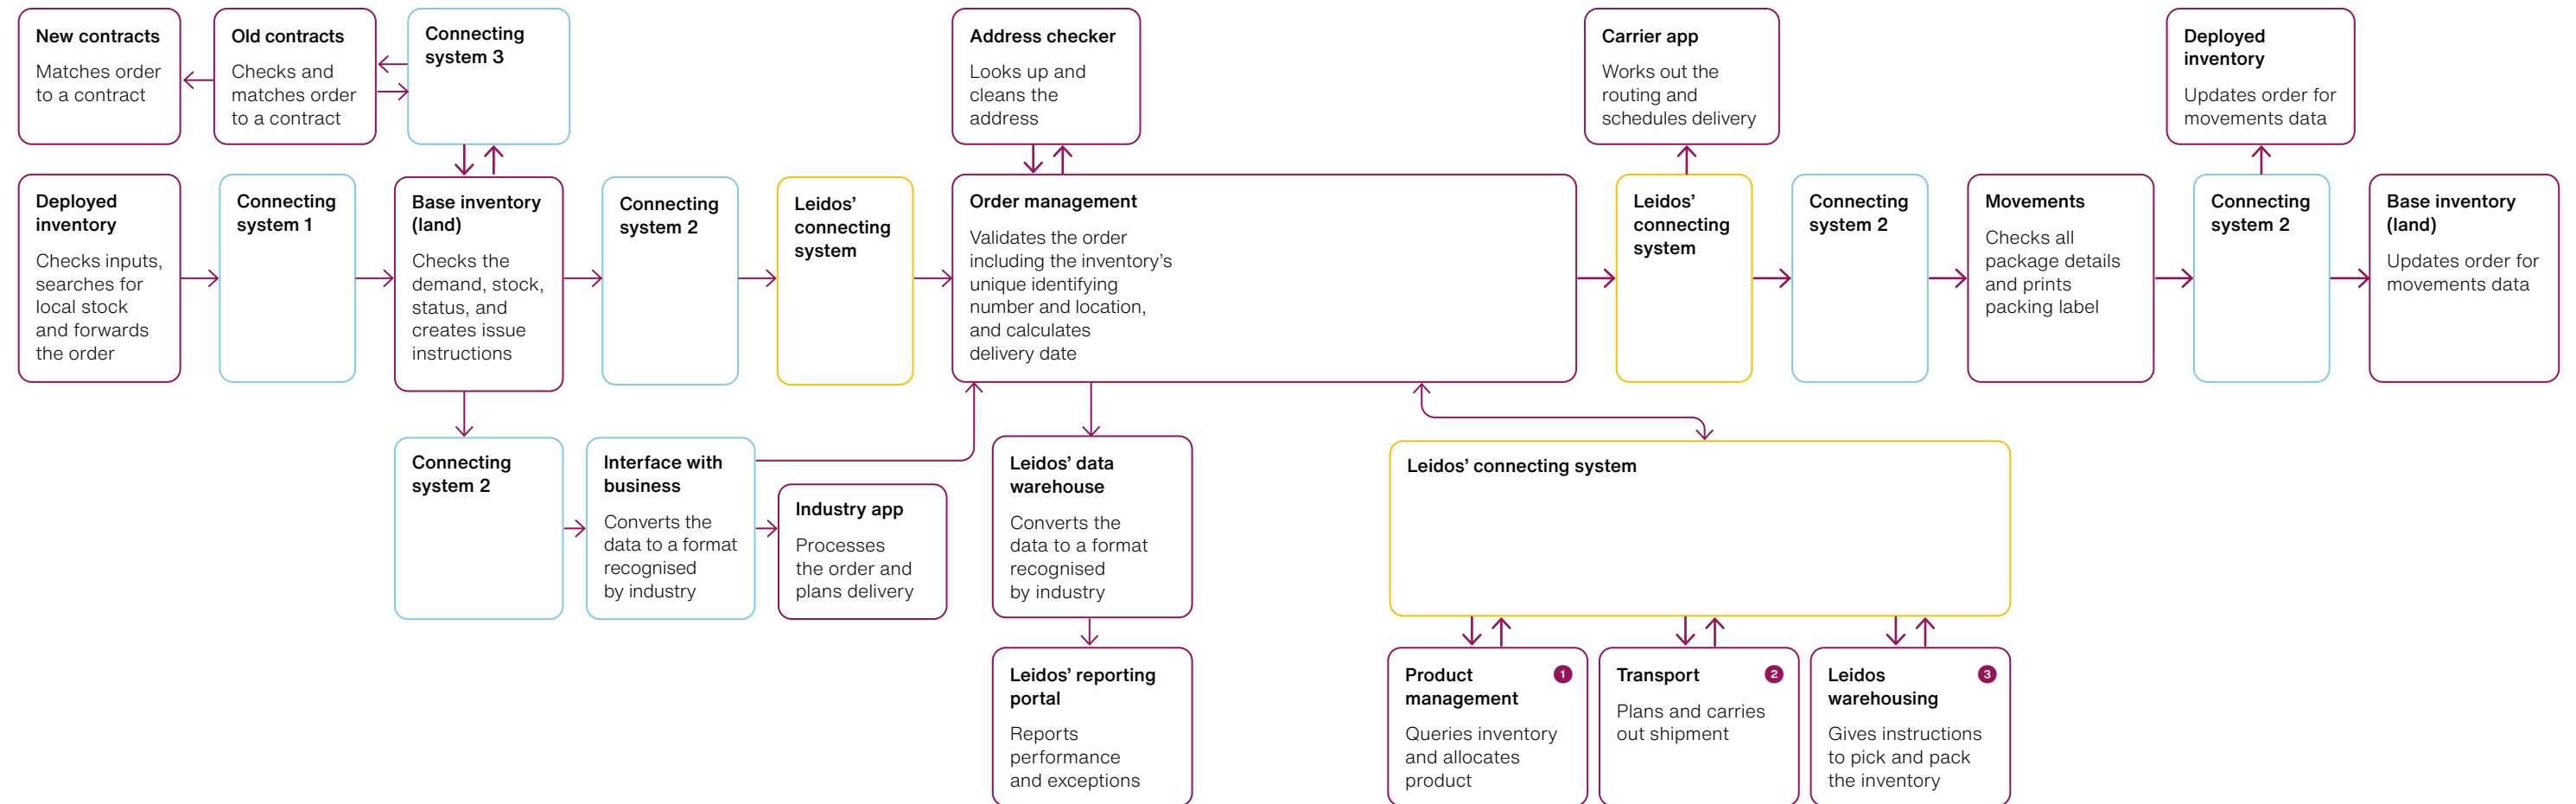 New contracts
Matches order
to a contract
Old contracts
Checks and
matches order
to a contract
Connecting
system 3
Address checker
Looks up and
cleans the
address
Carrier app
Works out the
routing and
schedules delivery
Deployed
inventory
Updates order for
movements data
Deployed
inventory
Checks inputs,
searches for
local stock
and forwards
the order
Connecting
system 1
Base inventory
(land)
Checks the
demand, stock,
status, and
creates issue
instructions
Connecting
system 2
Leidos’
connecting
system
Order management
Validates the order
including the inventory’s
unique identifying
number and location,
and calculates
delivery date
Leidos’
connecting
system
Connecting
system 2
Movements
Checks all
package details
and prints
packing label
Connecting
system 2
Base inventory
(land)
Updates order for
movements data
Connecting
system 2
Interface with
business
Converts the
data to a format
recognised
by industry
Industry app
Processes
the order and
plans delivery
Leidos’ data
warehouse
Converts the
data to a format
recognised
by industry
Leidos’ connecting system
Leidos’ reporting
portal
Reports
performance
and exceptions
Product
management
1
Queries inventory
and allocates
product
Transport
2
Plans and carries
out shipment
Leidos
warehousing
3
Gives instructions
to pick and pack
the inventory